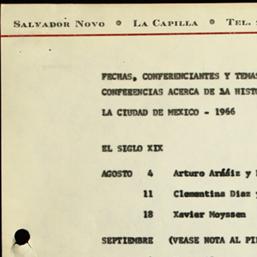 SALVADOR NOVO • LA CAPILLA • TEL.
FECHAS, CONFERENCIANTES Y TEMAS
CONFERENCIAS ACERCA DE LA HISTO
LA CIUDAD DE MEXICO - 1966
EL SIGLO XIX
AGOSTO 4 Arturo Arnáiz y
11 Clementina Diaz y
18 Xavier Moyssen
SEPTIEMBRE (VEASE NOTA AL PI